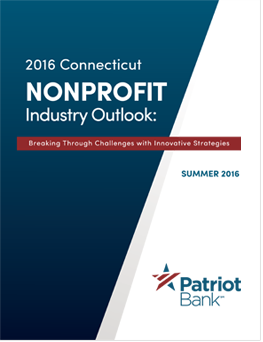 2016 Connecticut
NONPROFIT
Industry Outlook:
Breaking Through Challenges with Innovative Strategies
SUMMER 2016
Patriot
Bank